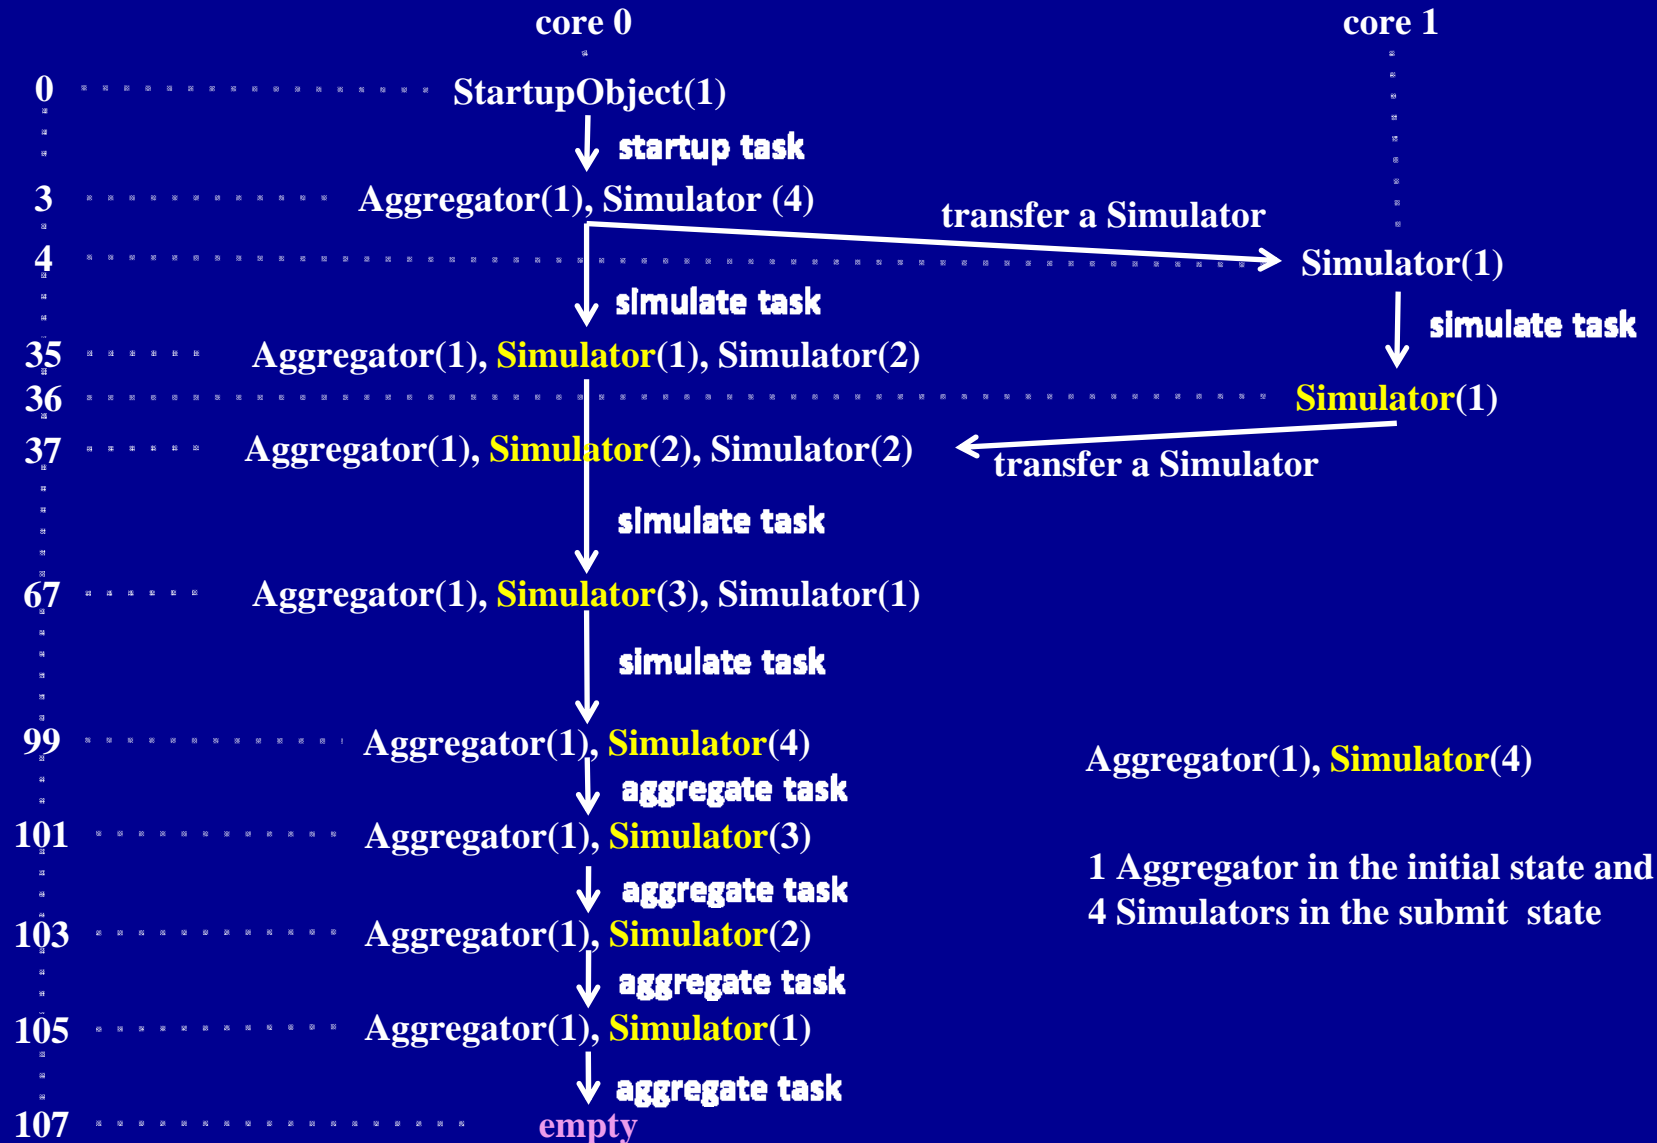 core 0 core 1
0 StartupObject(1)
startup task
3 Aggregator(1), Simulator (4)
transfer a Simulator
4 Simulator(1)
simulate task
simulate task
35 Aggregator(1), Simulator(1), Simulator(2)
36 Simulator(1)
37 Aggregator(1), Simulator(2), Simulator(2)
transfer a Simulator
simulate task
67 Aggregator(1), Simulator(3), Simulator(1)
simulate task
99 Aggregator(1), Simulator(4)
Aggregator(1), Simulator(4)
aggregate task
101 Aggregator(1), Simulator(3)
1 Aggregator in the initial state and
4 Simulators in the submit state
aggregate task
103 Aggregator(1), Simulator(2)
aggregate task
105 Aggregator(1), Simulator(1)
aggregate task
107 empty